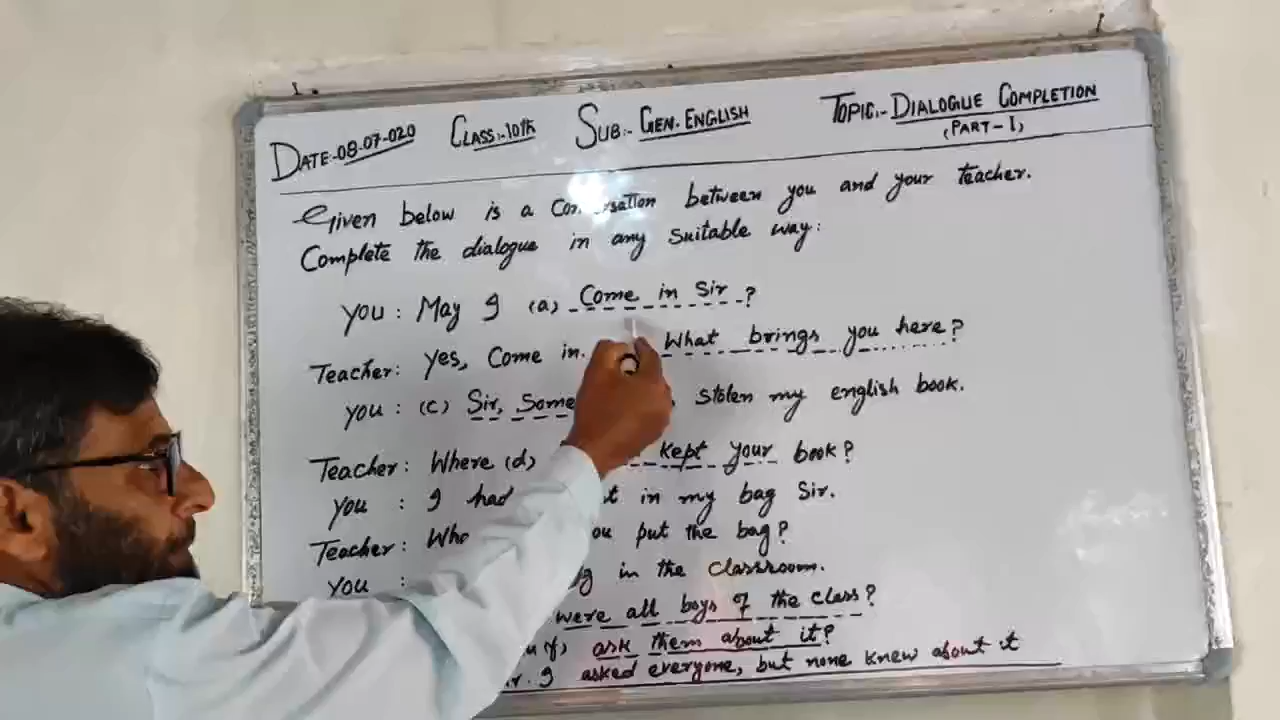 DATE:-08-07-020 CLASS:-10th SUB:- GEN. ENGLISH TOPIC:- DIALOGUE COMPLETION
(PART-1)
Given below is a between you and your teacher.
Complete the dialogue in any suitable way:
you : May I (a) Come in Sir ?
Teacher: Yes, Come in. What brings you here?
you : (c) Sir, Some stolen my english book.
Teacher: Where (d) kept your book?
you : I had in my bag Sir.
Teacher: put the bag?
you in the classroom.
were all boys of the class?
(f) ask them about it?
I asked everyone, but none knew about it